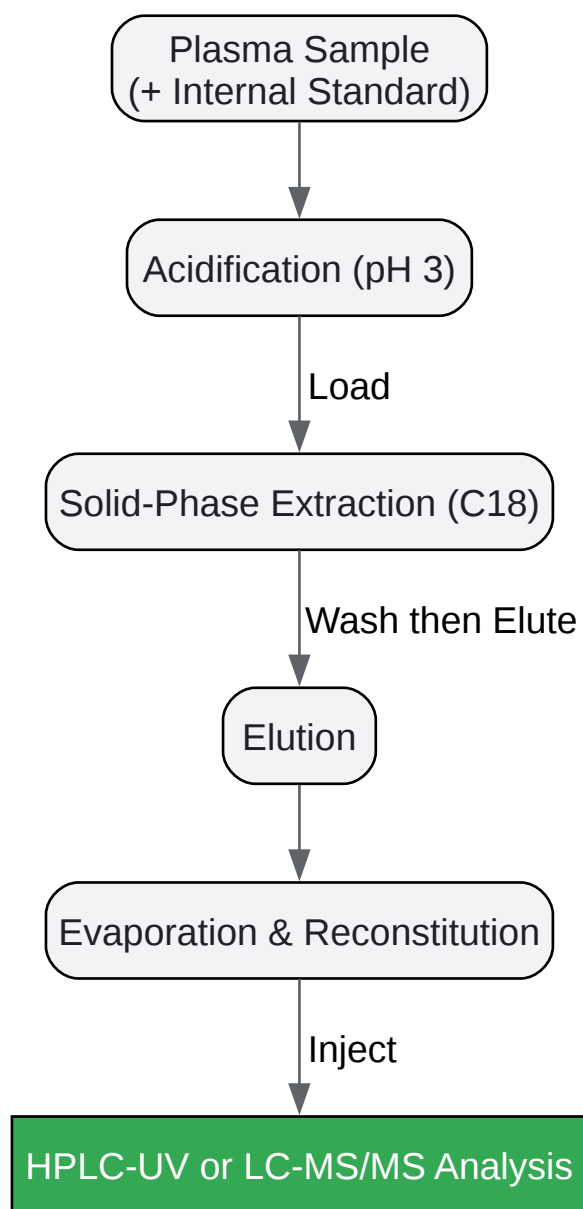 Plasma Sample
(+ Internal Standard)
Acidification (pH 3)
Load
Solid-Phase Extraction (C18)
Wash then Elute
Elution
Evaporation & Reconstitution
Inject
HPLC-UV or LC-MS/MS Analysis